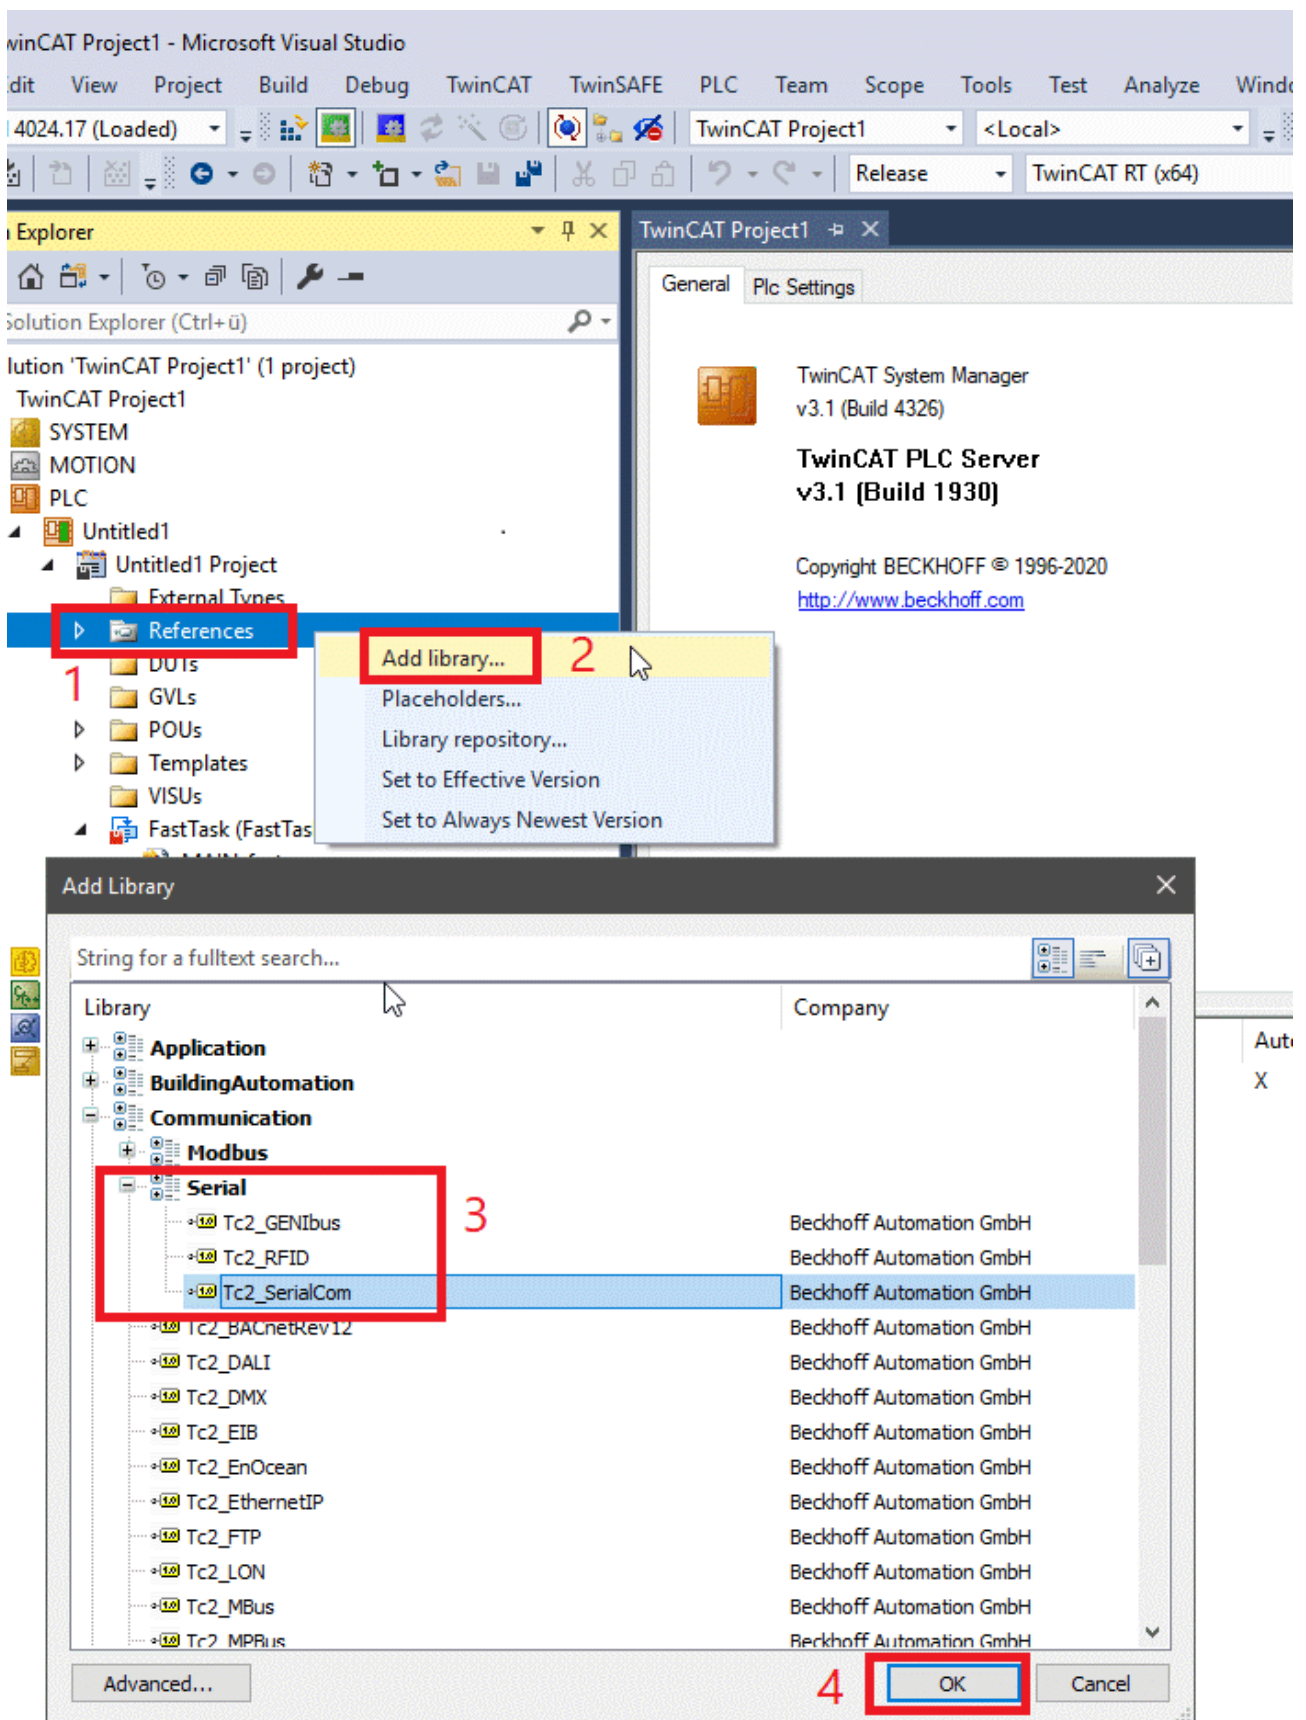 winCAT Project1 - Microsoft Visual Studio
dit View Project Build Debug TwinCAT TwinSAFE PLC Team Scope Tools Test Analyze Windo
4024.17 (Loaded) TwinCAT Project1 <Local>
Release TwinCAT RT (x64)
Explorer
TwinCAT Project1
General Plc Settings
Solution Explorer (Ctrl+ü)
lution 'TwinCAT Project1' (1 project)
TwinCAT Project1
SYSTEM
MOTION
PLC
Untitled1
Untitled1 Project
External Types
References
DUTs
GVLs
POUs
Templates
VISUs
FastTask (FastTas
TwinCAT System Manager
v3.1 (Build 4326)
TwinCAT PLC Server
v3.1 (Build 1930)
Copyright BECKHOFF © 1996-2020
http://www.beckhoff.com
1
Add library...
2
Placeholders...
Library repository...
Set to Effective Version
Set to Always Newest Version
Add Library
String for a fulltext search...
Library Company
Application
BuildingAutomation
Communication
Modbus
Serial
3
Tc2_GENIbus Beckhoff Automation GmbH
Tc2_RFID Beckhoff Automation GmbH
Tc2_SerialCom Beckhoff Automation GmbH
Tc2_BACnetRev12 Beckhoff Automation GmbH
Tc2_DALI Beckhoff Automation GmbH
Tc2_DMX Beckhoff Automation GmbH
Tc2_EIB Beckhoff Automation GmbH
Tc2_EnOcean Beckhoff Automation GmbH
Tc2_EthernetIP Beckhoff Automation GmbH
Tc2_FTP Beckhoff Automation GmbH
Tc2_LON Beckhoff Automation GmbH
Tc2_MBus Beckhoff Automation GmbH
Tc2_MPBus Beckhoff Automation GmbH
Auto
X
Advanced...
4
OK
Cancel